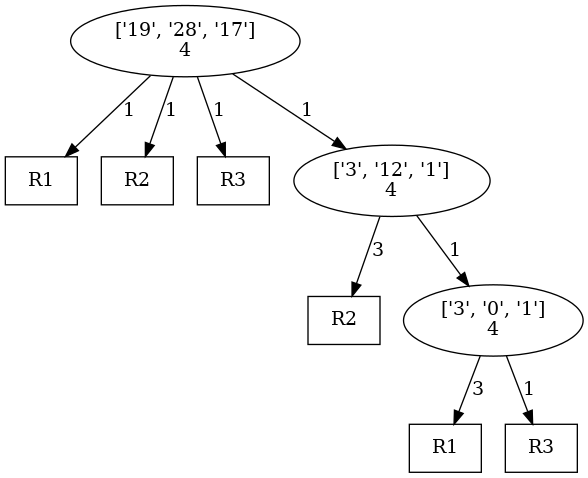 ['19', '28', '17']
4
1
1
1
1
R1
R2
R3
['3', '12', '1']
4
3
1
R2
['3', '0', '1']
4
3
1
R1
R3